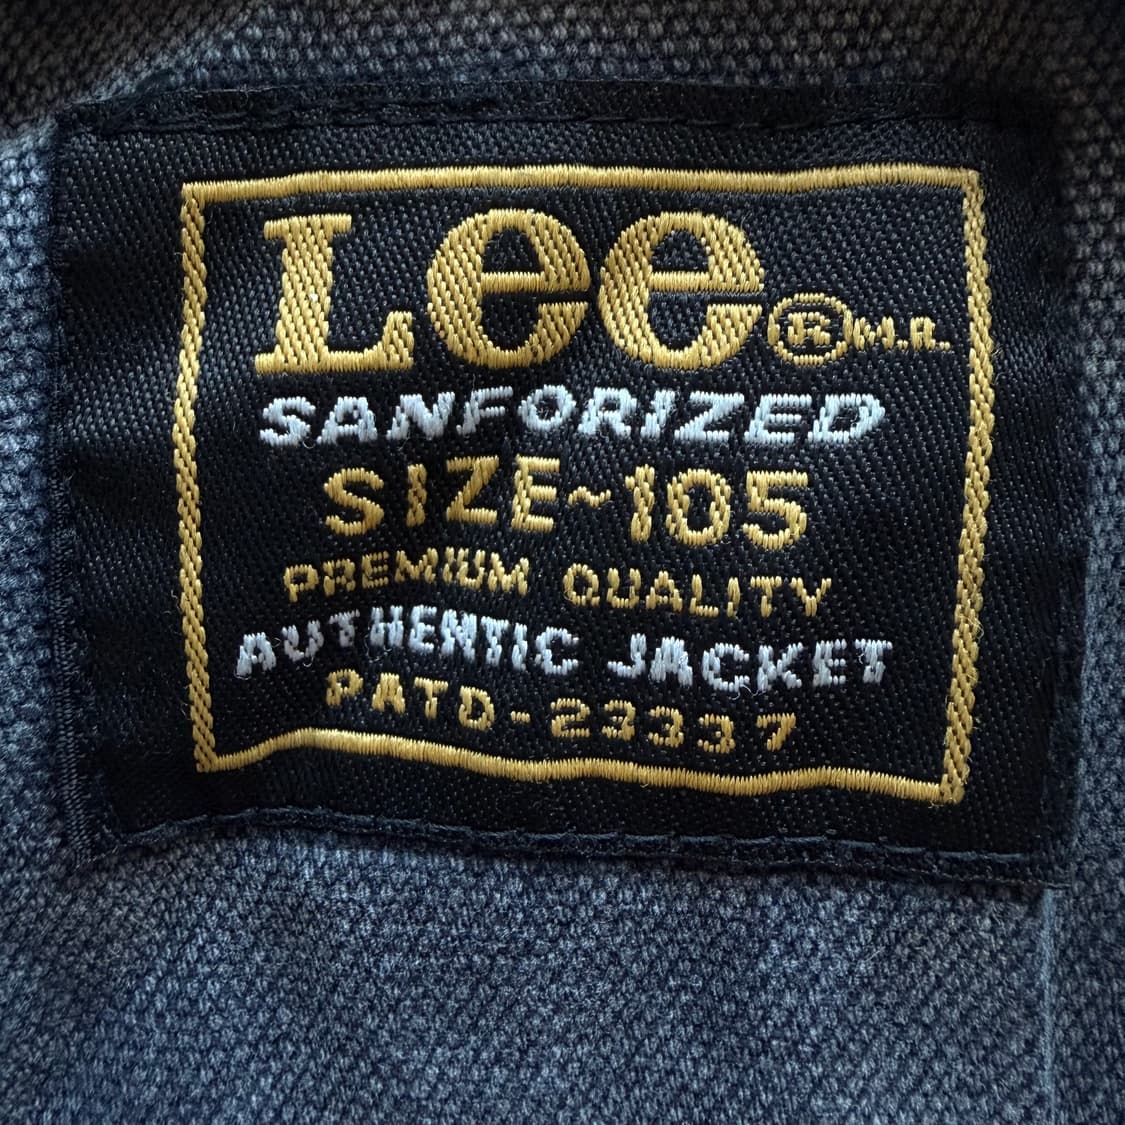 Lee ® M.R.
SANFORIZED
SIZE~105
PREMIUM QUALITY
AUTHENTIC JACKET
PATD-23337